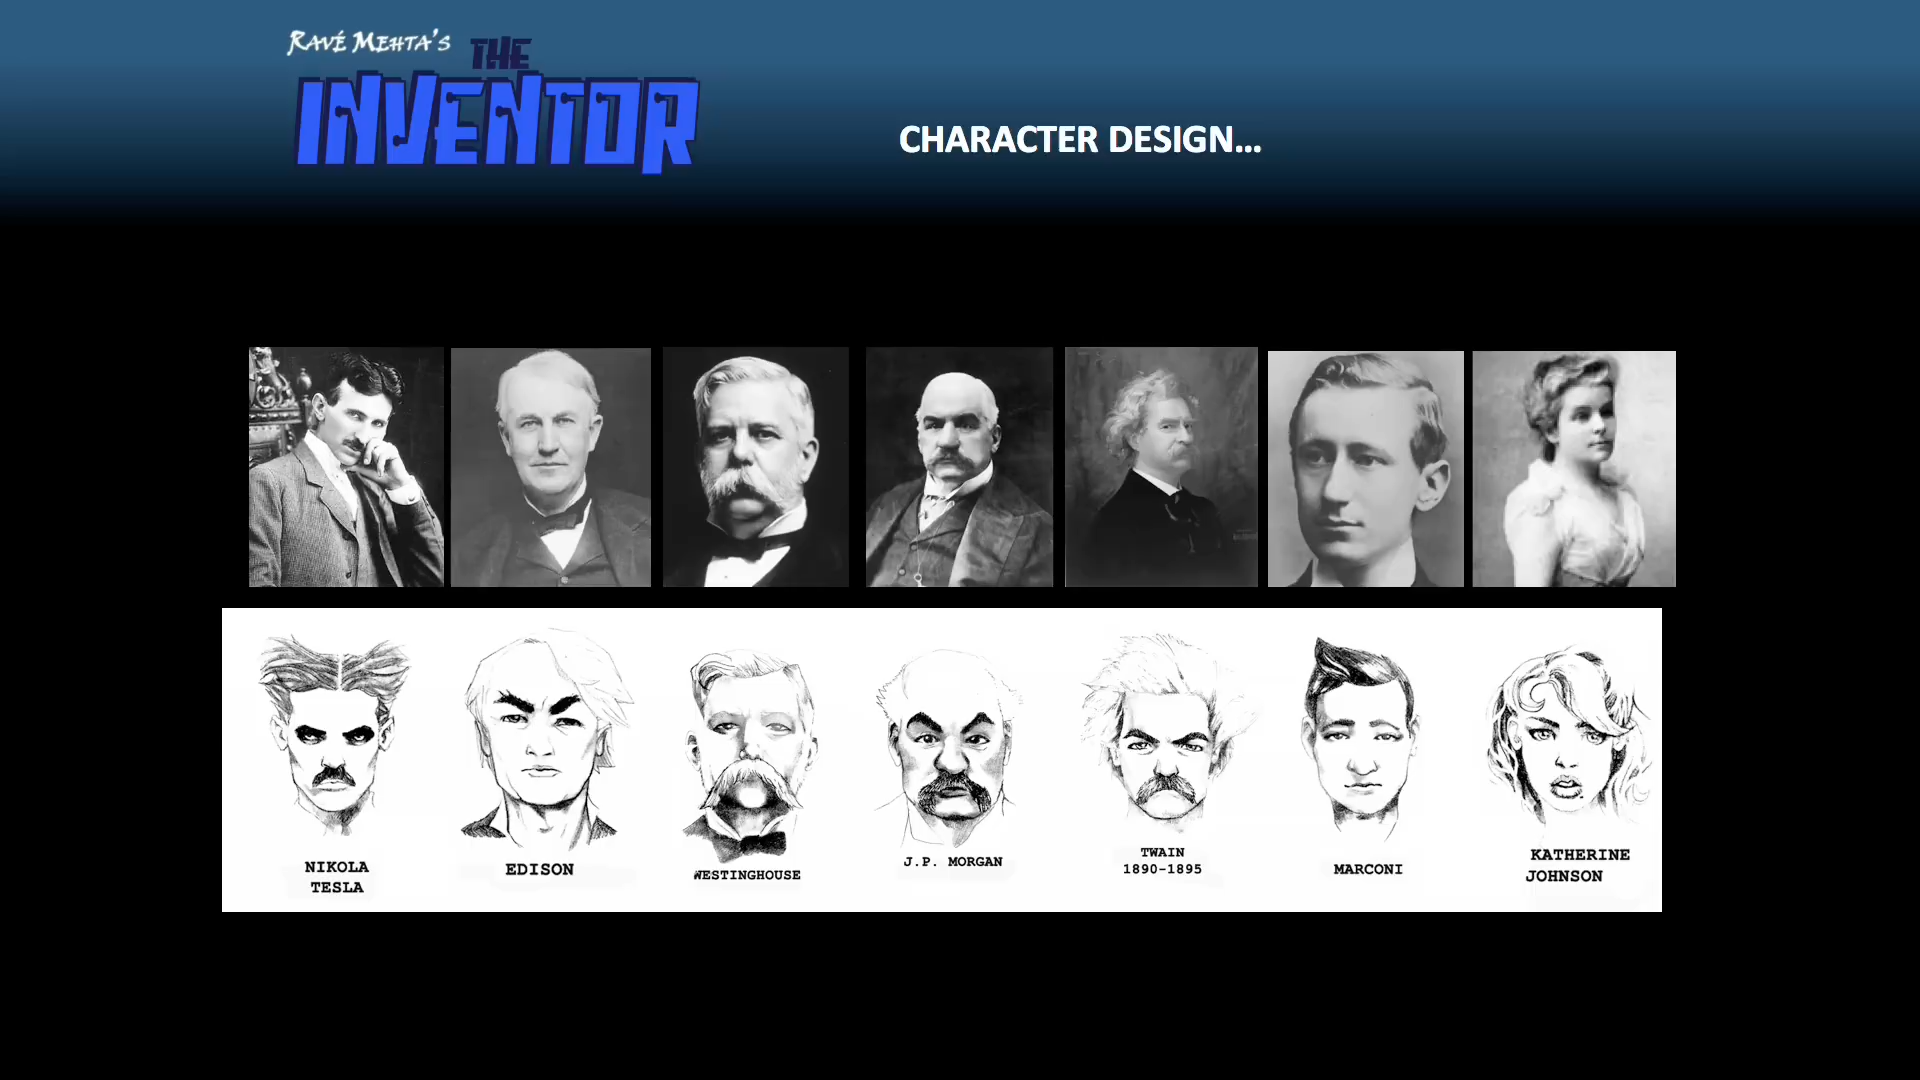 RAVÉ MEHTA'S
THE
INVENTOR
CHARACTER DESIGN...
NIKOLA
TESLA
EDISON
WESTINGHOUSE
J.P. MORGAN
TWAIN
1890-1895
MARCONI
KATHERINE
JOHNSON